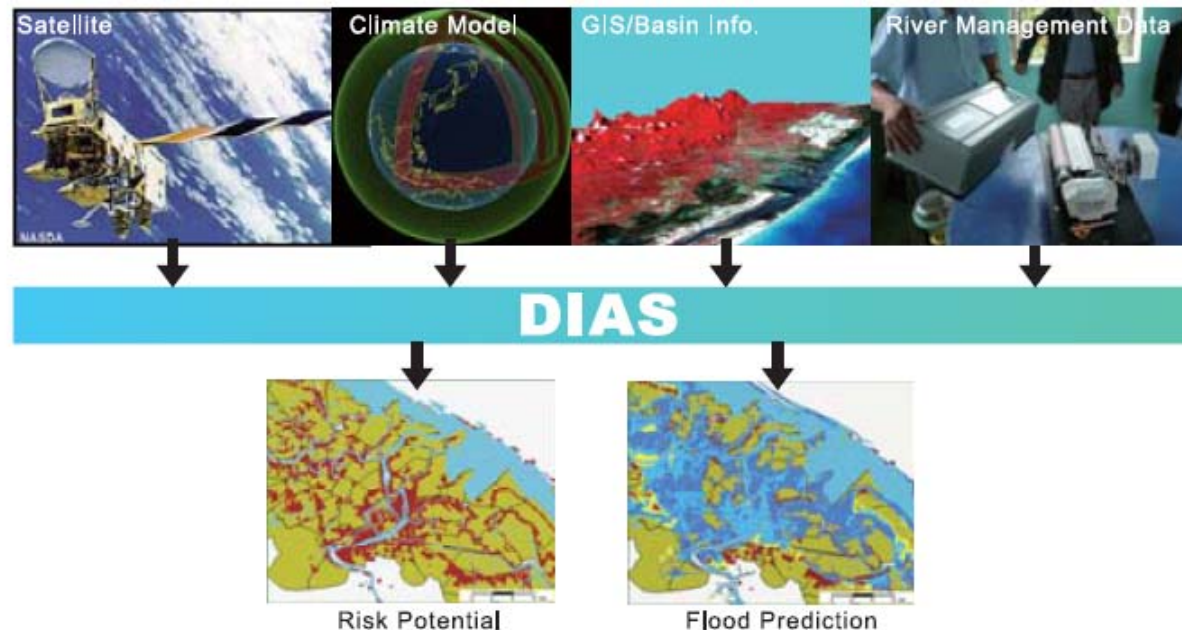 Satellite
Climate Model
GIS/Basin Info.
River Management Data
NASDA
DIAS
Risk Potential
Flood Prediction